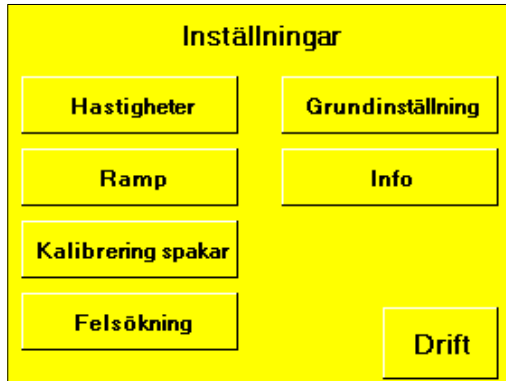 Inställningar
Hastigheter
Grundinställning
Ramp
Info
Kalibrering spakar
Felsökning
Drift